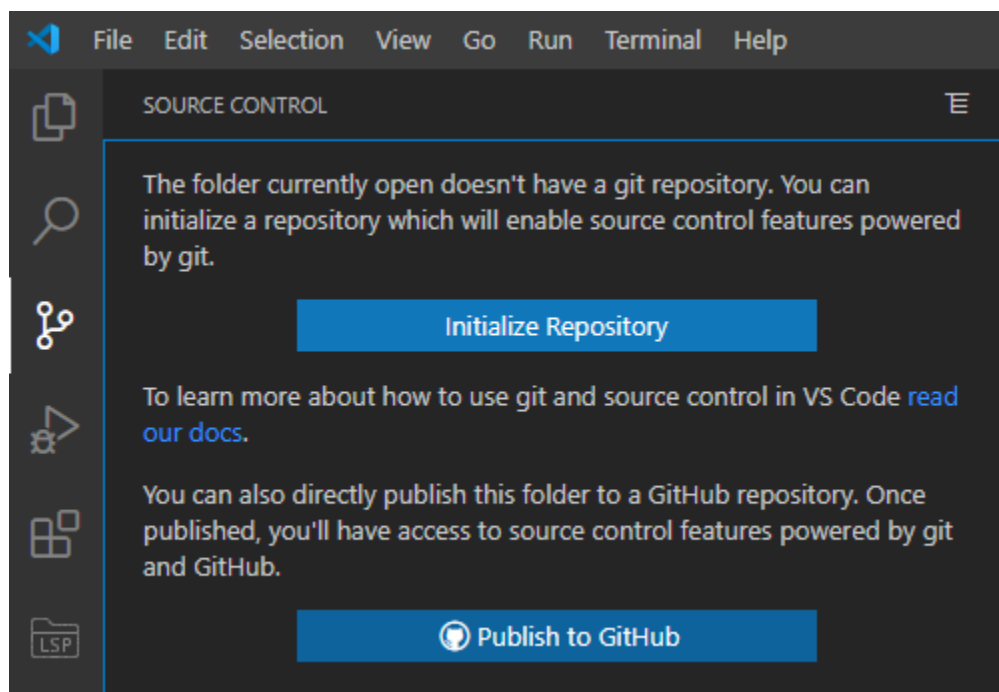 File Edit Selection View Go Run Terminal Help
SOURCE CONTROL
The folder currently open doesn't have a git repository. You can
initialize a repository which will enable source control features powered
by git.
Initialize Repository
To learn more about how to use git and source control in VS Code read
our docs.
You can also directly publish this folder to a GitHub repository. Once
published, you'll have access to source control features powered by git
and GitHub.
LSP
Publish to GitHub